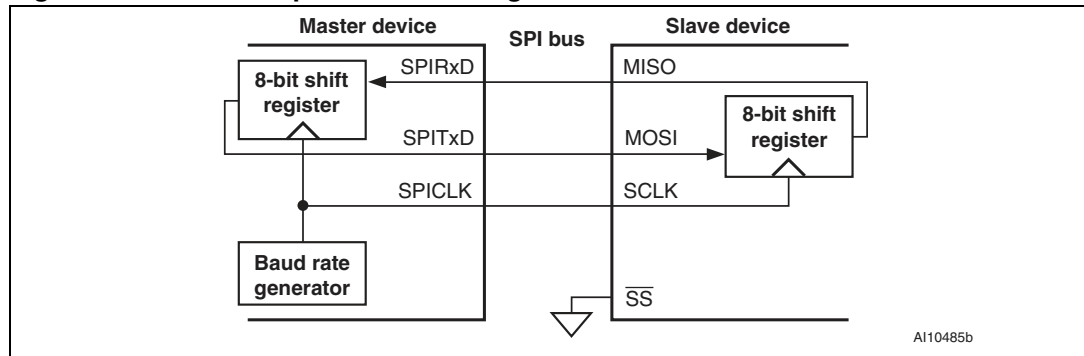 Master device
SPI bus
Slave device
SPIRxD
MISO
8-bit shift
register
8-bit shift
register
SPITxD
MOSI
SPICLK
SCLK
Baud rate
generator
SS
AI10485b